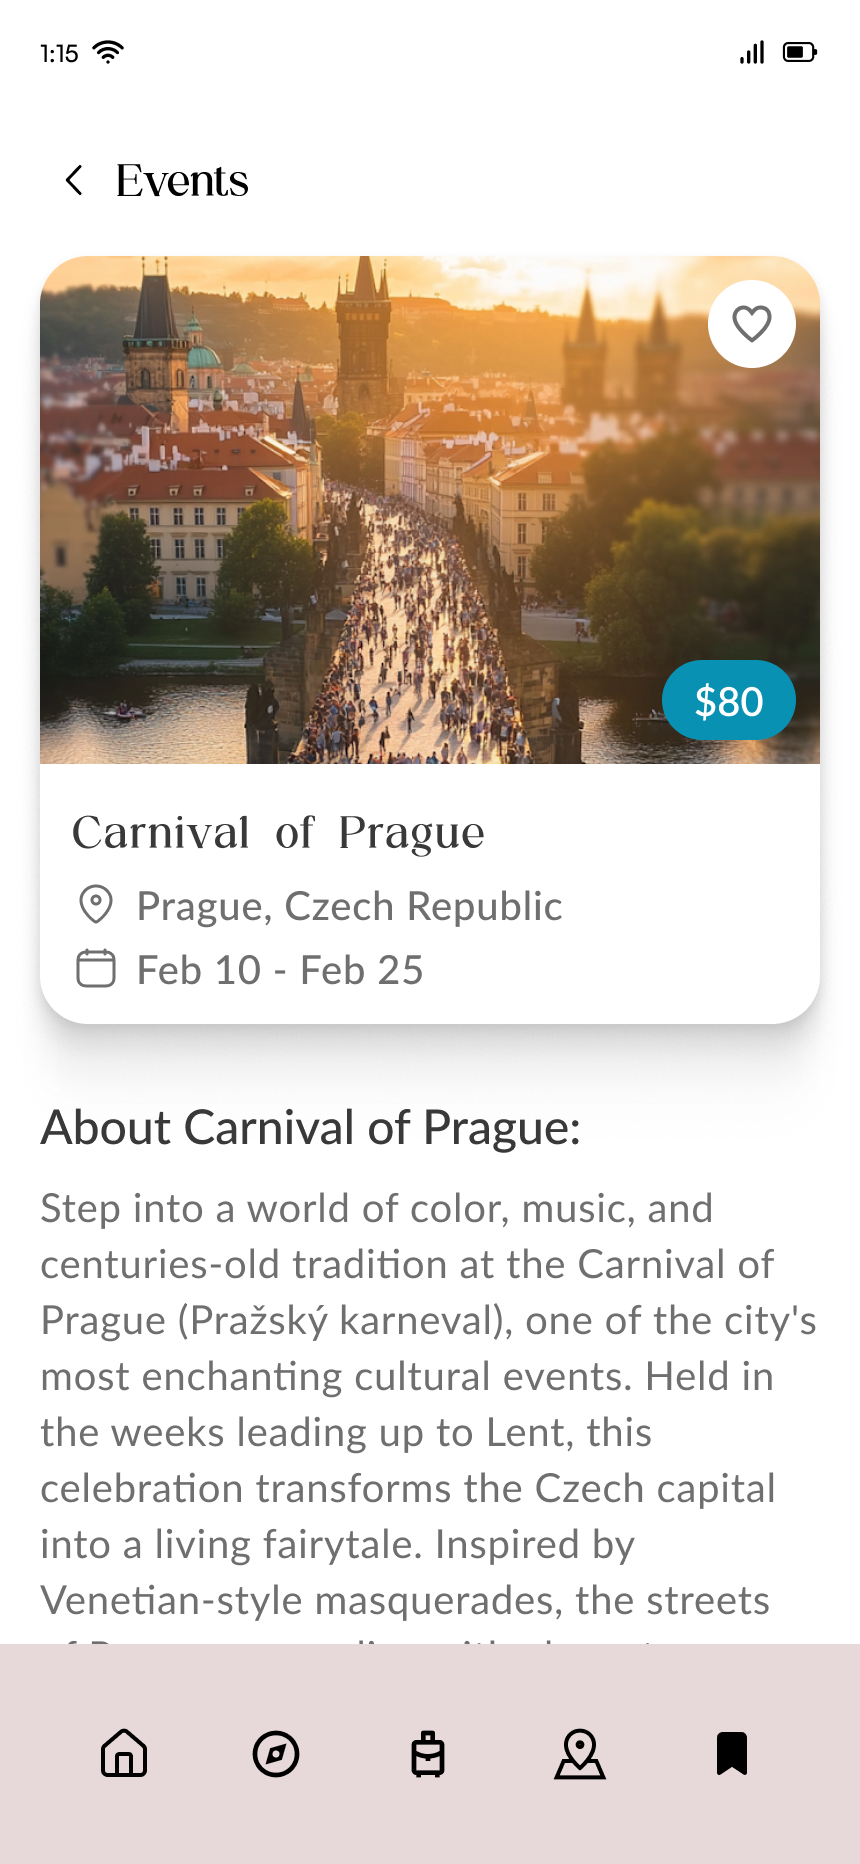 1:15
Events
$80
Carnival of Prague
Prague, Czech Republic
Feb 10 - Feb 25
About Carnival of Prague:
Step into a world of color, music, and
centuries-old tradition at the Carnival of
Prague (Pražský karneval), one of the city's
most enchanting cultural events. Held in
the weeks leading up to Lent, this
celebration transforms the Czech capital
into a living fairytale. Inspired by
Venetian-style masquerades, the streets